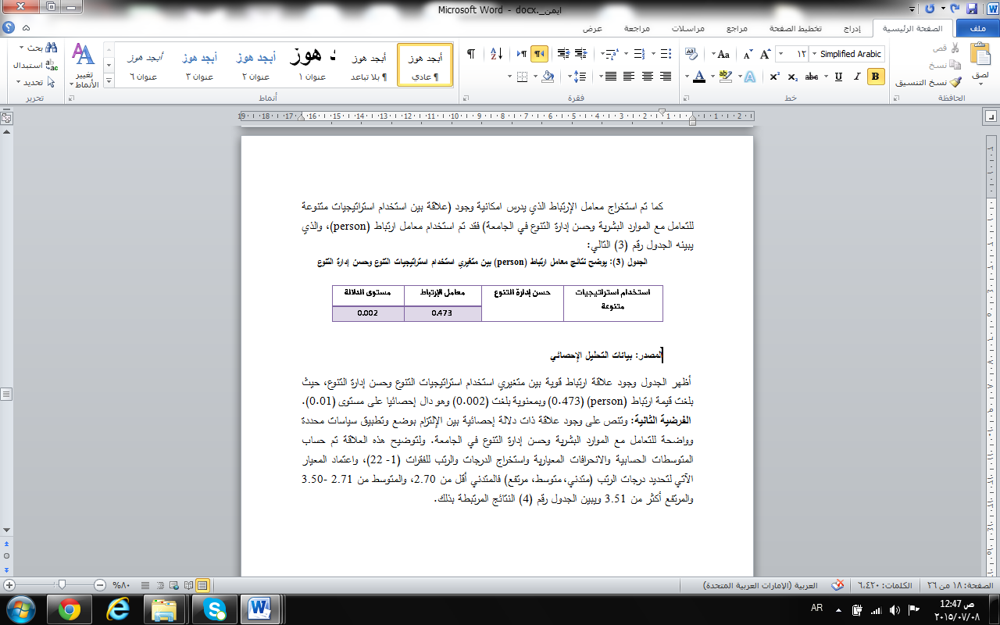 ايمن_.docx - Microsoft Word
ملف الصفحة الرئيسية إدراج تخطيط الصفحة مراجع مراسلات مراجعة عرض
لصق
قص
نسخ
نسخ التنسيق
الحافظة
Simplified Arabic ١٢
خط
فقرة
أبجد هوز أبجد هوز أبجد هوز أبجد هوز أبجد هوز
¶ عادي ¶ بلا تباعد عنوان ١ عنوان ٢ عنوان ٣ عنوان ٦
أنماط
تغيير الأنماط
بحث
استبدال
تحديد
تحرير
كما تم استخراج معامل الإرتباط الذي يدرس امكانية وجود (علاقة بين استخدام استراتيجيات متنوعة
للتعامل مع الموارد البشرية وحسن إدارة التنوع في الجامعة) فقد تم استخدام معامل ارتباط (person)، والذي
يبينه الجدول رقم (3) التالي:
الجدول (3): يوضح نتائج معامل ارتباط (person) بين متغيري استخدام استراتيجيات التنوع وحسن إدارة التنوع
استخدام استراتيجيات متنوعة حسن إدارة التنوع معامل الإرتباط مستوى الدلالة
0.473 0.002
المصدر: بيانات التحليل الإحصائي
أظهر الجدول وجود علاقة ارتباط قوية بين متغيري استخدام استراتيجيات التنوع وحسن إدارة التنوع، حيث
بلغت قيمة ارتباط (person) (0.473) وبمعنوية بلغت (0.002) وهو دال إحصائيا على مستوى (0.01).
الفرضية الثانية: وتنص على وجود علاقة ذات دلالة إحصائية بين الإلتزام بوضع وتطبيق سياسات محددة
وواضحة للتعامل مع الموارد البشرية وحسن إدارة التنوع في الجامعة. ولتوضيح هذه العلاقة تم حساب
المتوسطات الحسابية والانحرافات المعيارية واستخراج الدرجات والرتب للفقرات (1- 22)، واعتماد المعيار
الآتي لتحديد درجات الرتب (متدني، متوسط، مرتفع) فالمتدني أقل من 2.70، والمتوسط من 2.71 -3.50
والمرتفع أكثر من 3.51 ويبين الجدول رقم (4) النتائج المرتبطة بذلك.
الصفحة: ١٨ من ٢٦ الكلمات: ٦.٤٢٠ العربية (الإمارات العربية المتحدة) ٨٠%
AR
12:47 ص
٢٠١٥/٠٧/٠٨